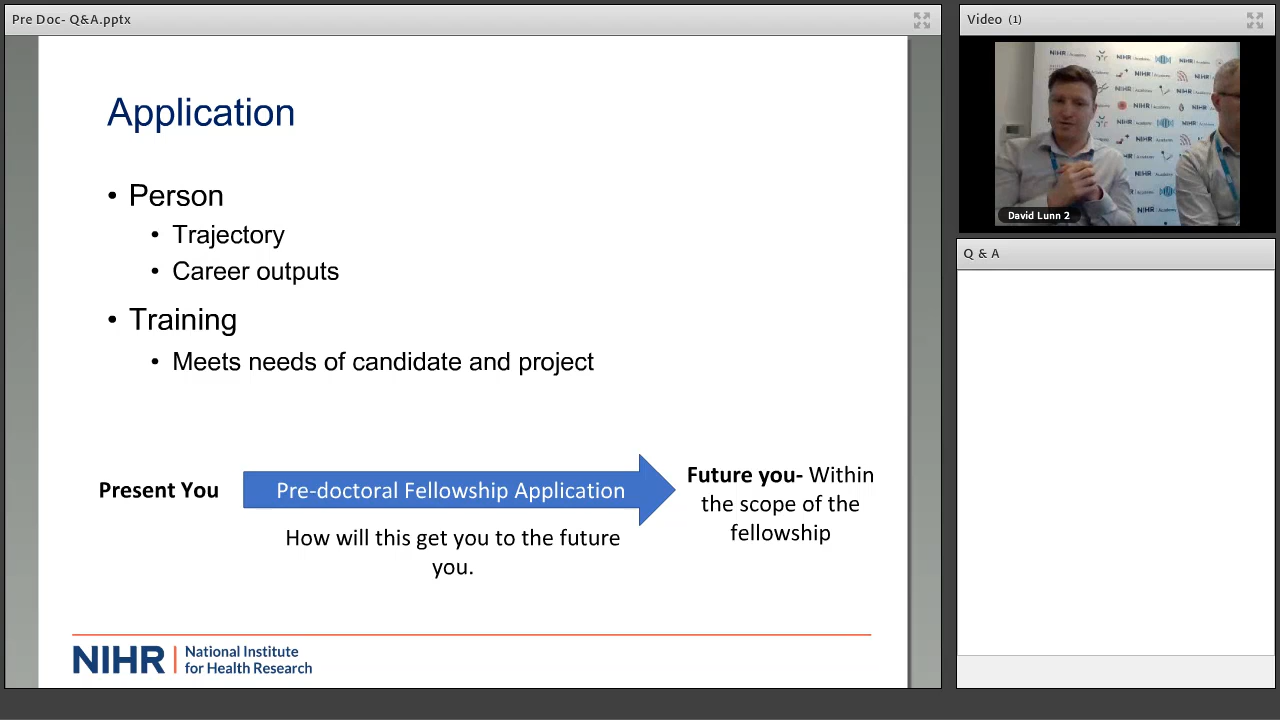 Pre Doc- Q&A.pptx
Application
• Person
• Trajectory
• Career outputs
• Training
• Meets needs of candidate and project
Present You
Pre-doctoral Fellowship Application
How will this get you to the future
you.
Future you- Within
the scope of the
fellowship
NIHR
National Institute
for Health Research
Video (1)
David Lunn 2
Q & A